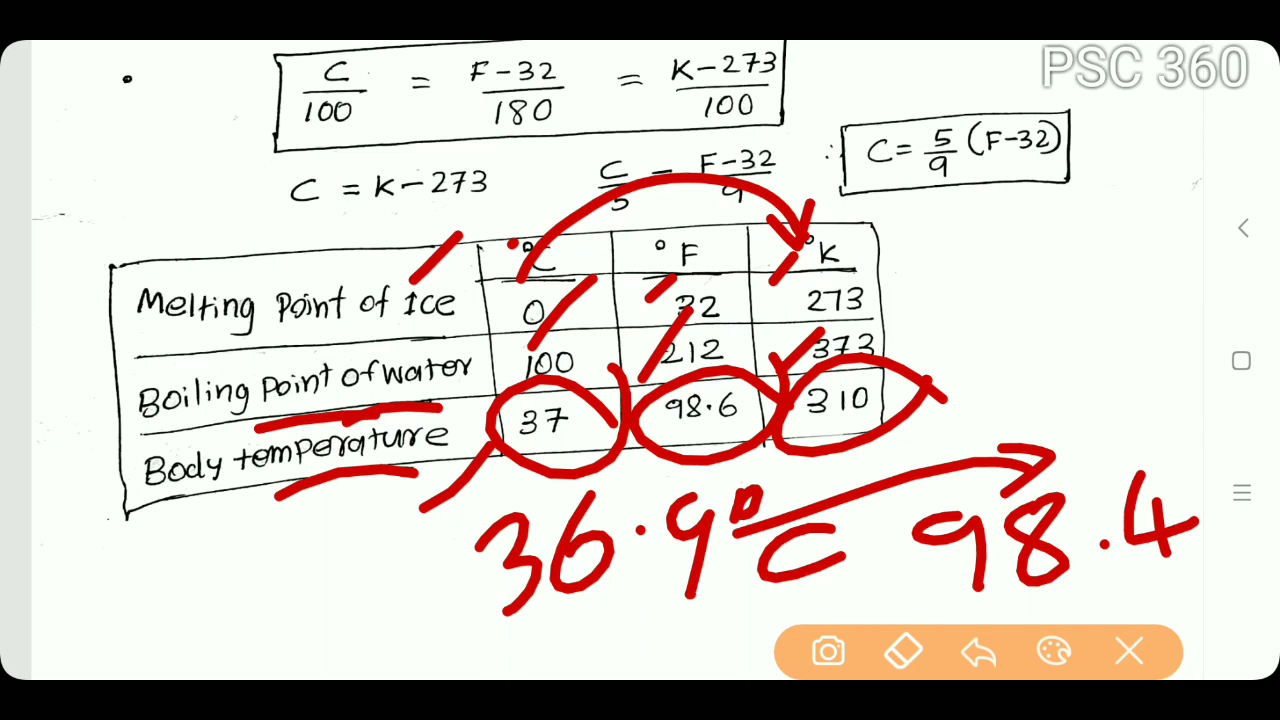 PSC 360
C/100 = F-32/180 = K-273/100
C = K-273 C/5 = F-32/9 ∴ C = 5/9 (F-32)
°C °F °K
Melting Point of Ice 0 32 273
Boiling Point of water 100 212 373
Body temperature 37 98.6 310
36.9°C 98.4